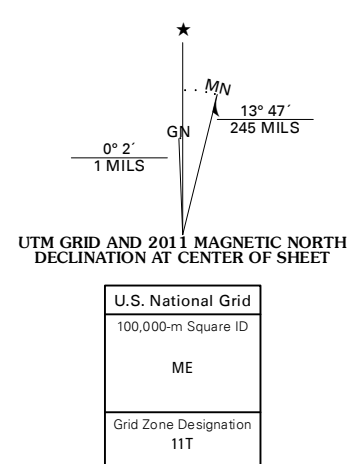 ★
MN
GN
13° 47´
245 MILS
0° 2´
1 MILS
UTM GRID AND 2011 MAGNETIC NORTH
DECLINATION AT CENTER OF SHEET
U.S. National Grid
100,000-m Square ID
ME
Grid Zone Designation
11T